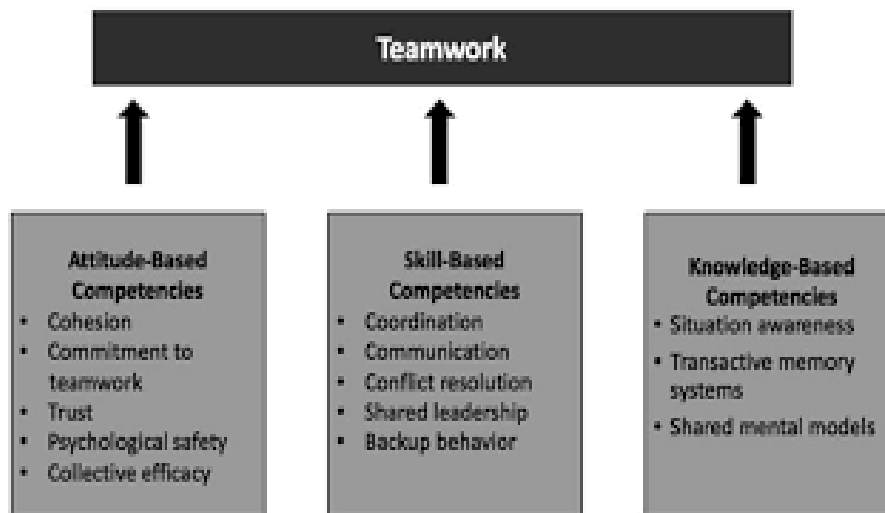 Teamwork
Attitude-Based
Competencies
• Cohesion
• Commitment to
teamwork
• Trust
• Psychological safety
• Collective efficacy
Skill-Based
Competencies
• Coordination
• Communication
• Conflict resolution
• Shared leadership
• Backup behavior
Knowledge-Based
Competencies
• Situation awareness
• Transactive memory
systems
• Shared mental models